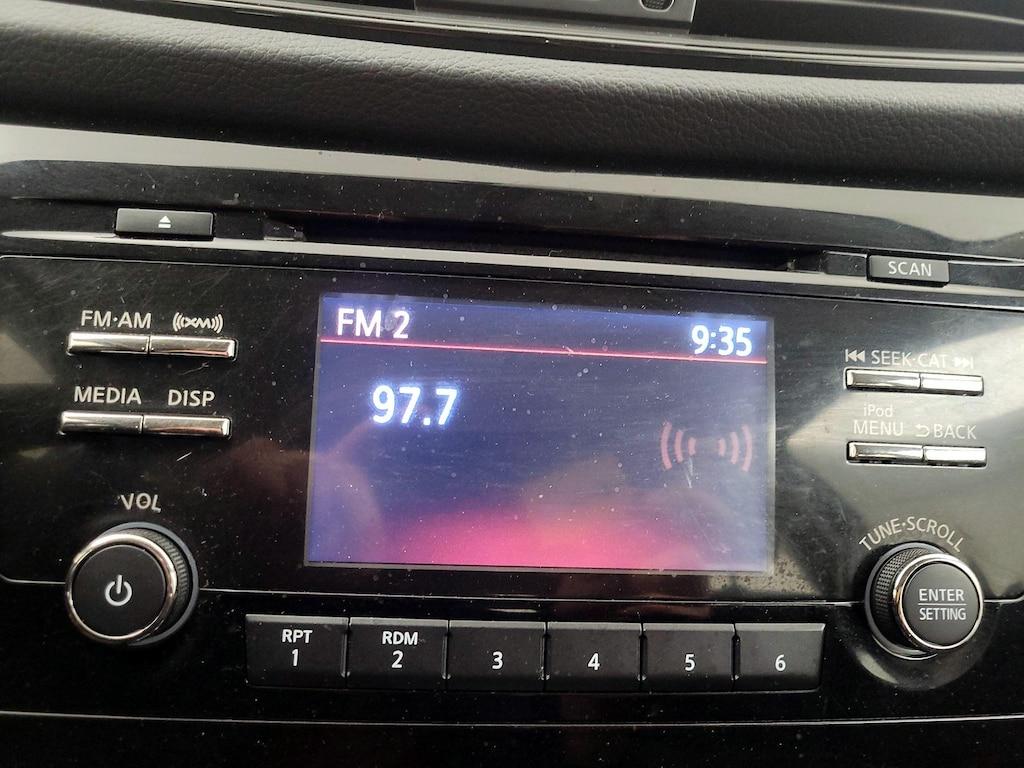 SCAN
FM·AM (((XM)))
FM 2 9:35
SEEK·CAT
MEDIA DISP
97.7
iPod
MENU BACK
VOL
TUNE·SCROLL
ENTER
SETTING
RPT RDM
1 2 3 4 5 6